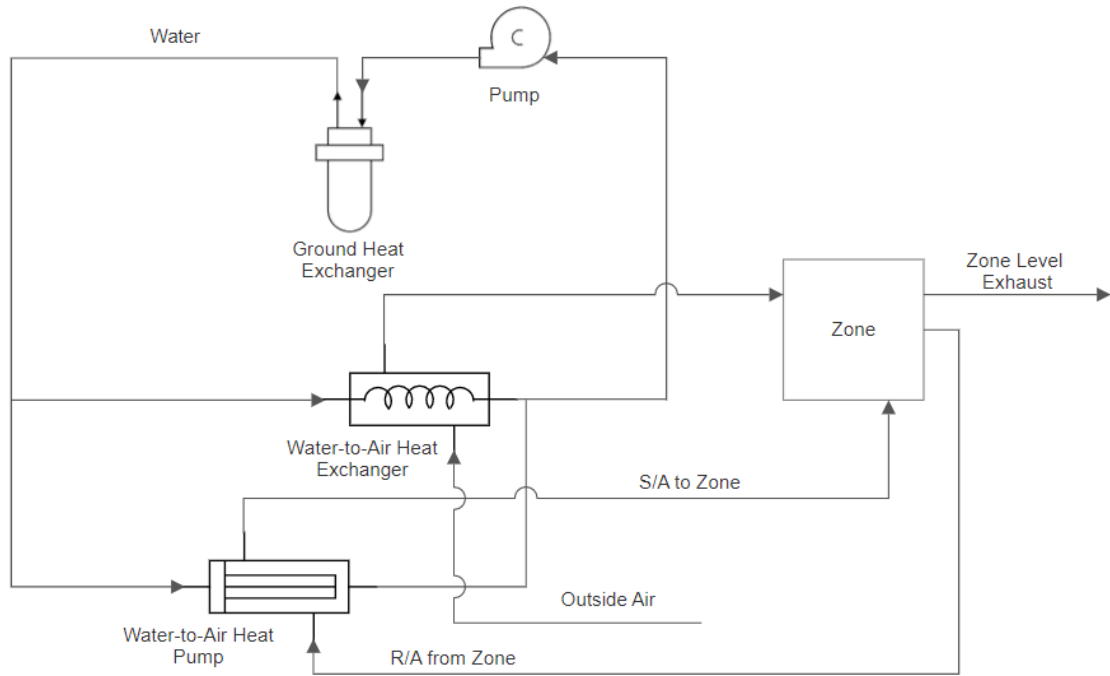 Water
C
Pump
Ground Heat
Exchanger
Zone Level
Exhaust
Zone
Water-to-Air Heat
Exchanger
S/A to Zone
Outside Air
Water-to-Air Heat
Pump
R/A from Zone